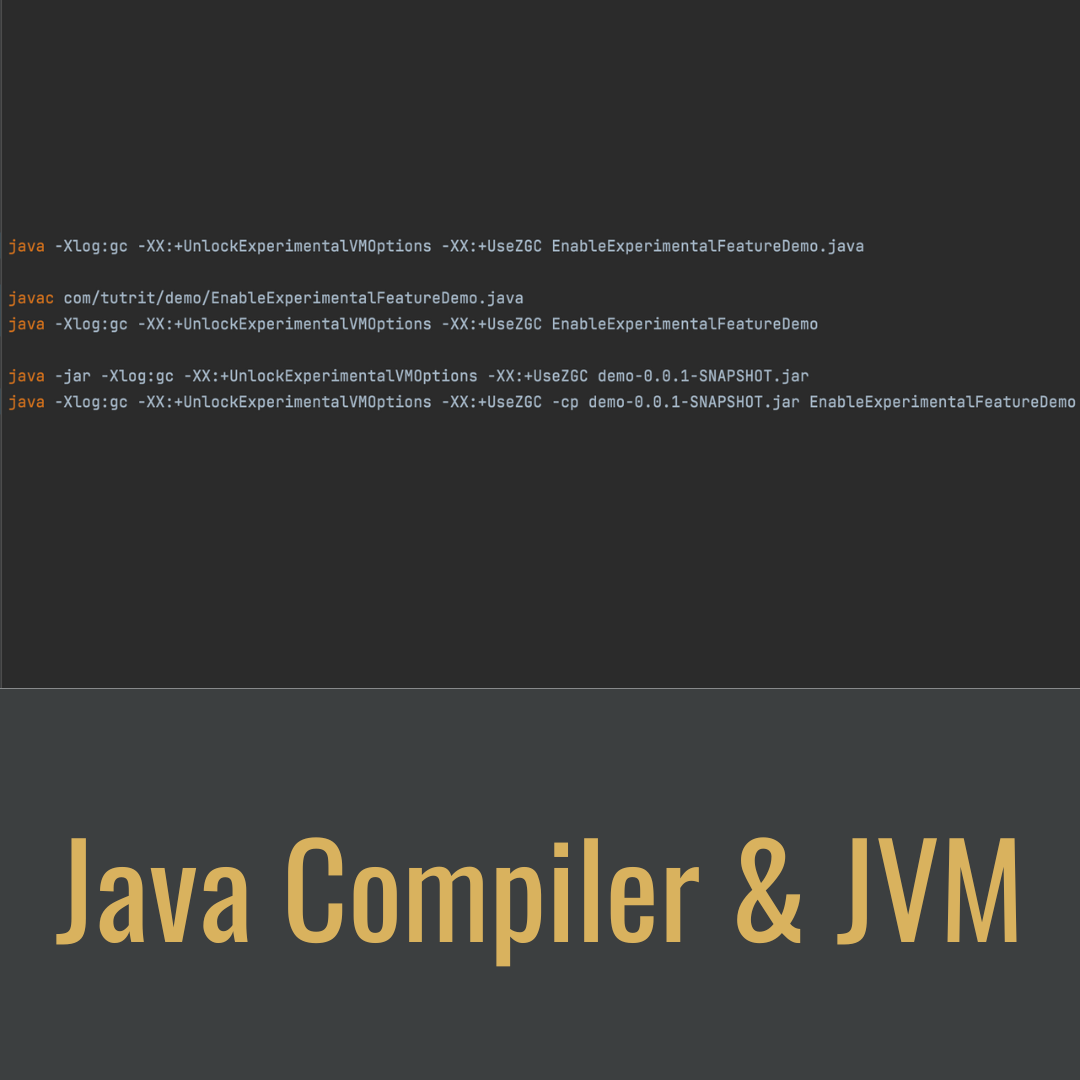 java -Xlog:gc -XX:+UnlockExperimentalVMOptions -XX:+UseZGC EnableExperimentalFeatureDemo.java
javac com/tutrit/demo/EnableExperimentalFeatureDemo.java
java -Xlog:gc -XX:+UnlockExperimentalVMOptions -XX:+UseZGC EnableExperimentalFeatureDemo
java -jar -Xlog:gc -XX:+UnlockExperimentalVMOptions -XX:+UseZGC demo-0.0.1-SNAPSHOT.jar
java -Xlog:gc -XX:+UnlockExperimentalVMOptions -XX:+UseZGC -cp demo-0.0.1-SNAPSHOT.jar EnableExperimentalFeatureDemo
Java Compiler & JVM